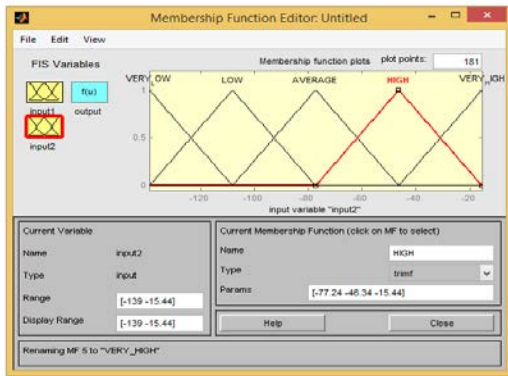 Membership Function Editor: Untitled
File Edit View
FIS Variables
Membership function plots plot points: 181
f(u)
input1 output
input2
VERY_LOW LOW AVERAGE HIGH VERY_HIGH
1
0.5
0
-120 -100 -80 -60 -40 -20
input variable "input2"
Current Variable
Name input2
Type input
Range [-139 -15.44]
Display Range [-139 -15.44]
Current Membership Function (click on MF to select)
Name HIGH
Type trimf
Params [-77.24 -46.34 -15.44]
Help Close
Renaming MF 5 to "VERY_HIGH"